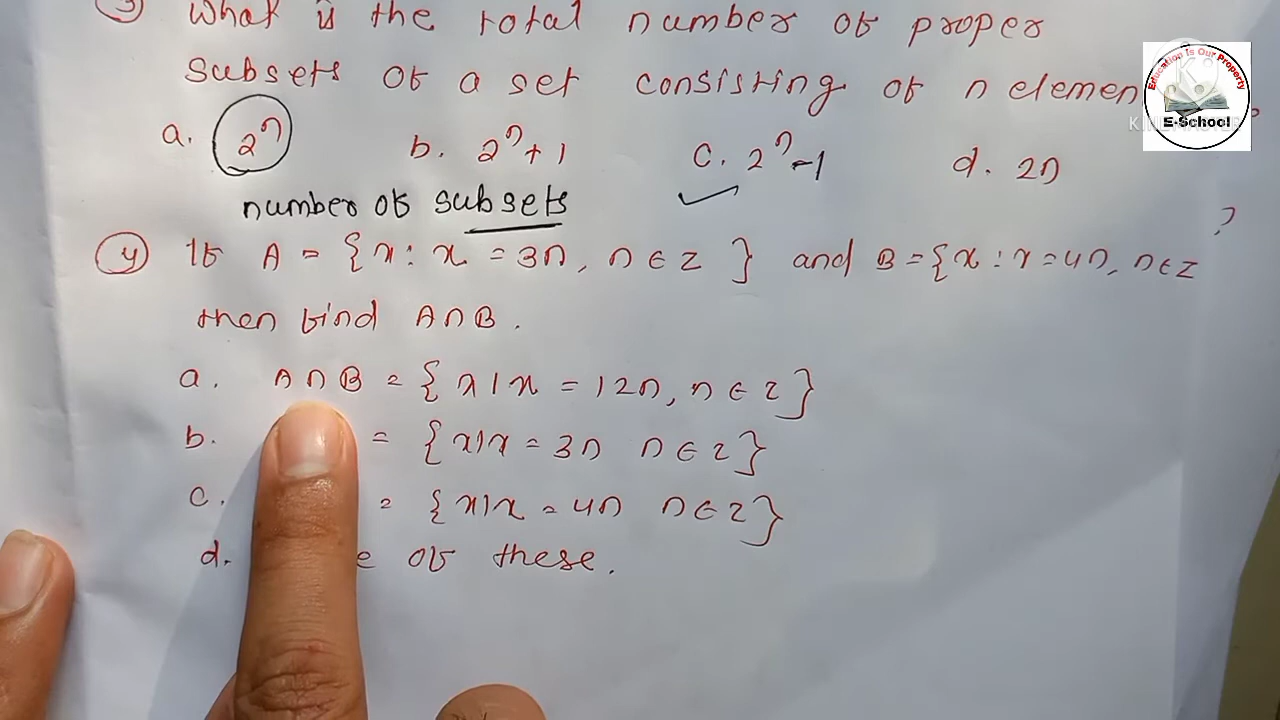 3 What is the total number of proper
subsets of a set consisting of n elemen
a. 2ⁿ b. 2ⁿ+1 c. 2ⁿ-1 d. 2n
number of subsets
4 If A = {x : x = 3n, n ∈ Z } and B = {x : x = 4n, n ∈ Z
?
then find A∩B.
a. A∩B = {x | x = 12n, n ∈ Z}
b. = {x | x = 3n n ∈ Z}
c. = {x | x = 4n n ∈ Z}
d. e of these.
Education Is Our Property
E-School